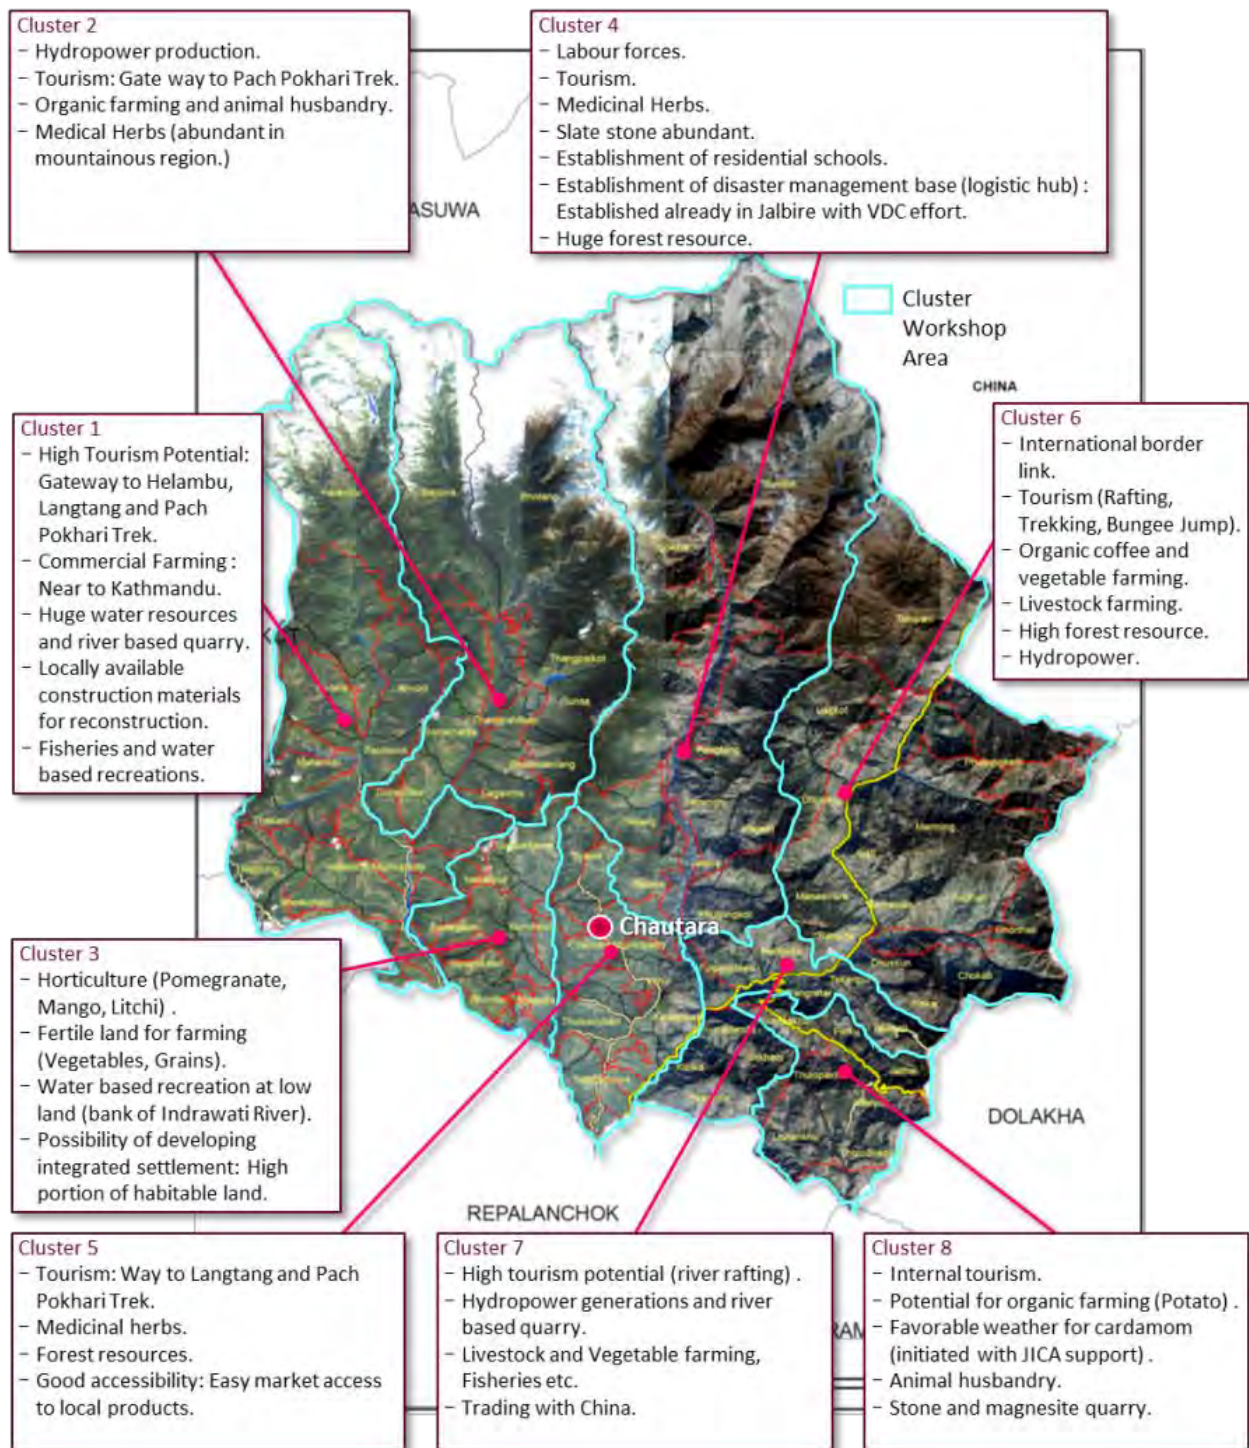 Cluster 2
– Hydropower production.
– Tourism: Gate way to Pach Pokhari Trek.
– Organic farming and animal husbandry.
– Medical Herbs (abundant in
mountainous region.)
Cluster 4
– Labour forces.
– Tourism.
– Medicinal Herbs.
– Slate stone abundant.
– Establishment of residential schools.
– Establishment of disaster management base (logistic hub) :
Established already in Jalbire with VDC effort.
– Huge forest resource.
ASUWA
Cluster
Workshop
Area
CHINA
Cluster 1
– High Tourism Potential:
Gateway to Helambu,
Langtang and Pach
Pokhari Trek.
– Commercial Farming :
Near to Kathmandu.
– Huge water resources
and river based quarry.
– Locally available
construction materials
for reconstruction.
– Fisheries and water
based recreations.
Cluster 6
– International border
link.
– Tourism (Rafting,
Trekking, Bungee Jump).
– Organic coffee and
vegetable farming.
– Livestock farming.
– High forest resource.
– Hydropower.
Chautara
Cluster 3
– Horticulture (Pomegranate,
Mango, Litchi) .
– Fertile land for farming
(Vegetables, Grains).
– Water based recreation at low
land (bank of Indrawati River).
– Possibility of developing
integrated settlement: High
portion of habitable land.
DOLAKHA
REPALANCHOK
Cluster 5
– Tourism: Way to Langtang and Pach
Pokhari Trek.
– Medicinal herbs.
– Forest resources.
– Good accessibility: Easy market access
to local products.
Cluster 7
– High tourism potential (river rafting) .
– Hydropower generations and river
based quarry.
– Livestock and Vegetable farming,
Fisheries etc.
– Trading with China.
RAM
Cluster 8
– Internal tourism.
– Potential for organic farming (Potato) .
– Favorable weather for cardamom
(initiated with JICA support) .
– Animal husbandry.
– Stone and magnesite quarry.